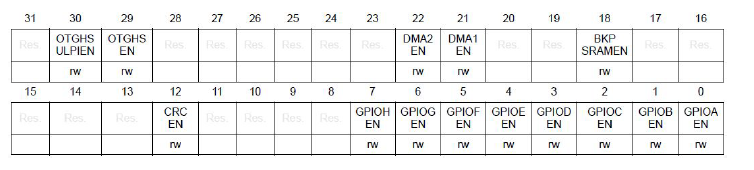 31 30 29 28 27 26 25 24 23 22 21 20 19 18 17 16
Res. OTGHS ULPIEN OTGHS EN Res. Res. Res. Res. Res. Res. DMA2 EN DMA1 EN Res. Res. BKP SRAMEN Res. Res.
rw rw rw rw rw
15 14 13 12 11 10 9 8 7 6 5 4 3 2 1 0
Res. Res. Res. CRC EN Res. Res. Res. Res. GPIOH EN GPIOG EN GPIOF EN GPIOE EN GPIOD EN GPIOC EN GPIOB EN GPIOA EN
rw rw rw rw rw rw rw rw rw